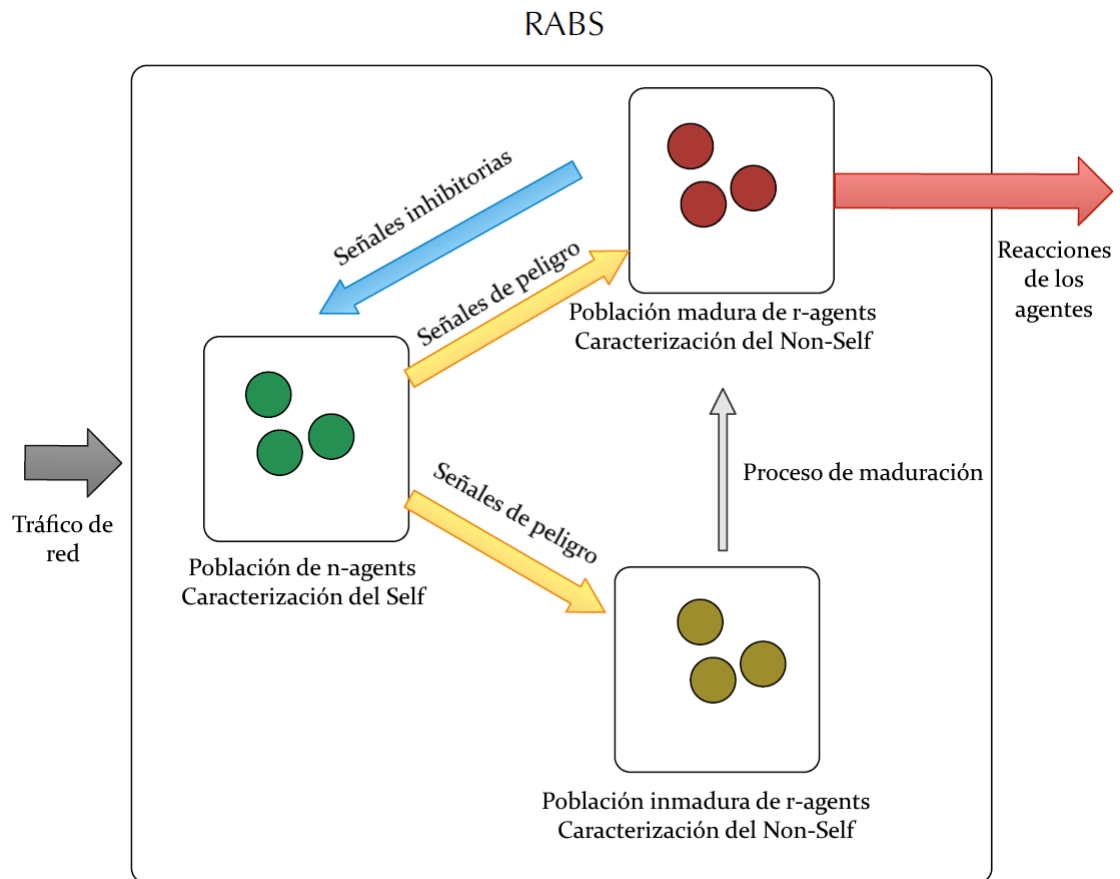 RABS
Señales inhibitorias
Señales de peligro
Población madura de r-agents
Caracterización del Non-Self
Reacciones
de los
agentes
Tráfico de
red
Población de n-agents
Caracterización del Self
Señales de peligro
Proceso de maduración
Población inmadura de r-agents
Caracterización del Non-Self